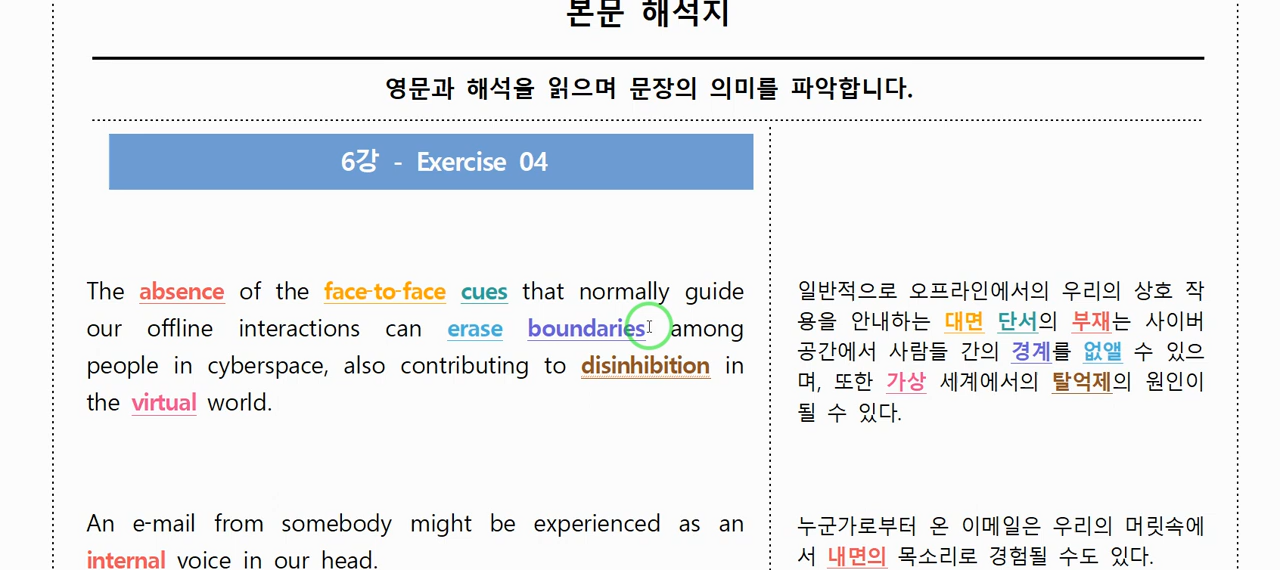 본문 해석지
영문과 해석을 읽으며 문장의 의미를 파악합니다.
6강 - Exercise 04
The absence of the face-to-face cues that normally guide
our offline interactions can erase boundaries among
people in cyberspace, also contributing to disinhibition in
the virtual world.
일반적으로 오프라인에서의 우리의 상호 작
용을 안내하는 대면 단서의 부재는 사이버
공간에서 사람들 간의 경계를 없앨 수 있으
며, 또한 가상 세계에서의 탈억제의 원인이
될 수 있다.
An e-mail from somebody might be experienced as an
internal voice in our head.
누군가로부터 온 이메일은 우리의 머릿속에
서 내면의 목소리로 경험될 수도 있다.